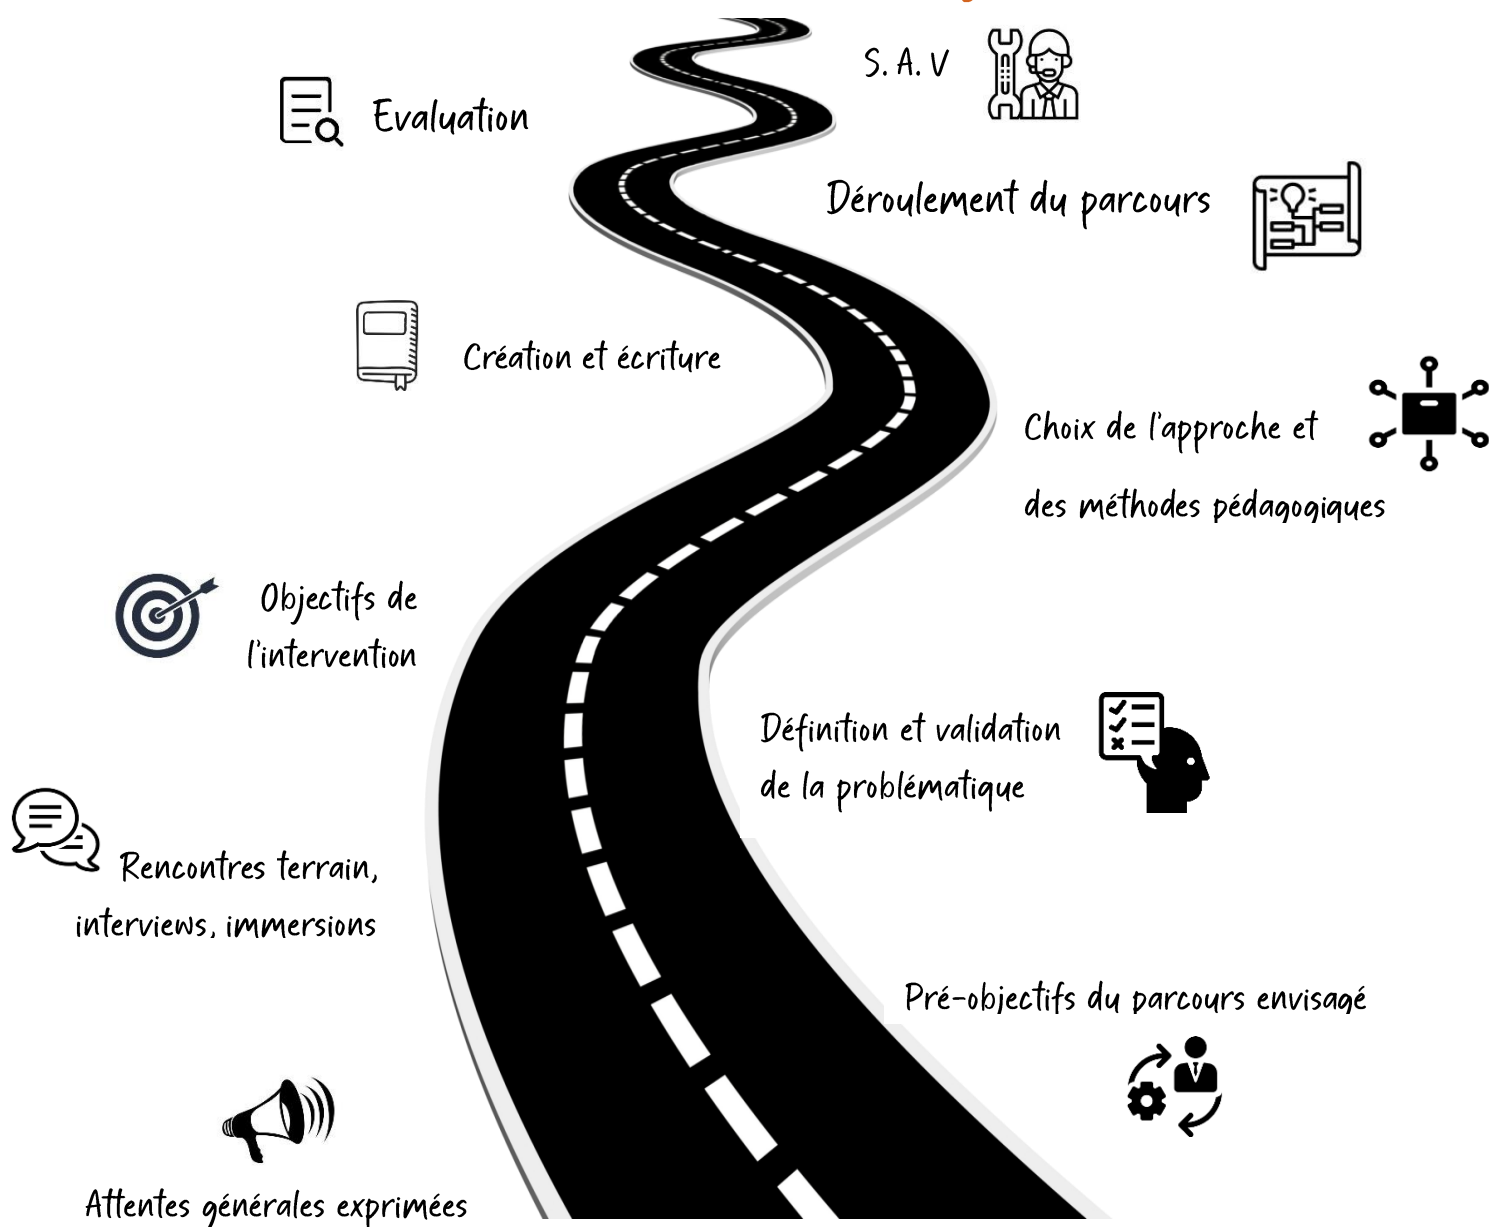 S. A. V
Evaluation
Déroulement du parcours
Création et écriture
Choix de l'approche et
des méthodes pédagogiques
Objectifs de
l'intervention
Définition et validation
de la problématique
Rencontres terrain,
interviews, immersions
Pré-objectifs du parcours envisagé
Attentes générales exprimées